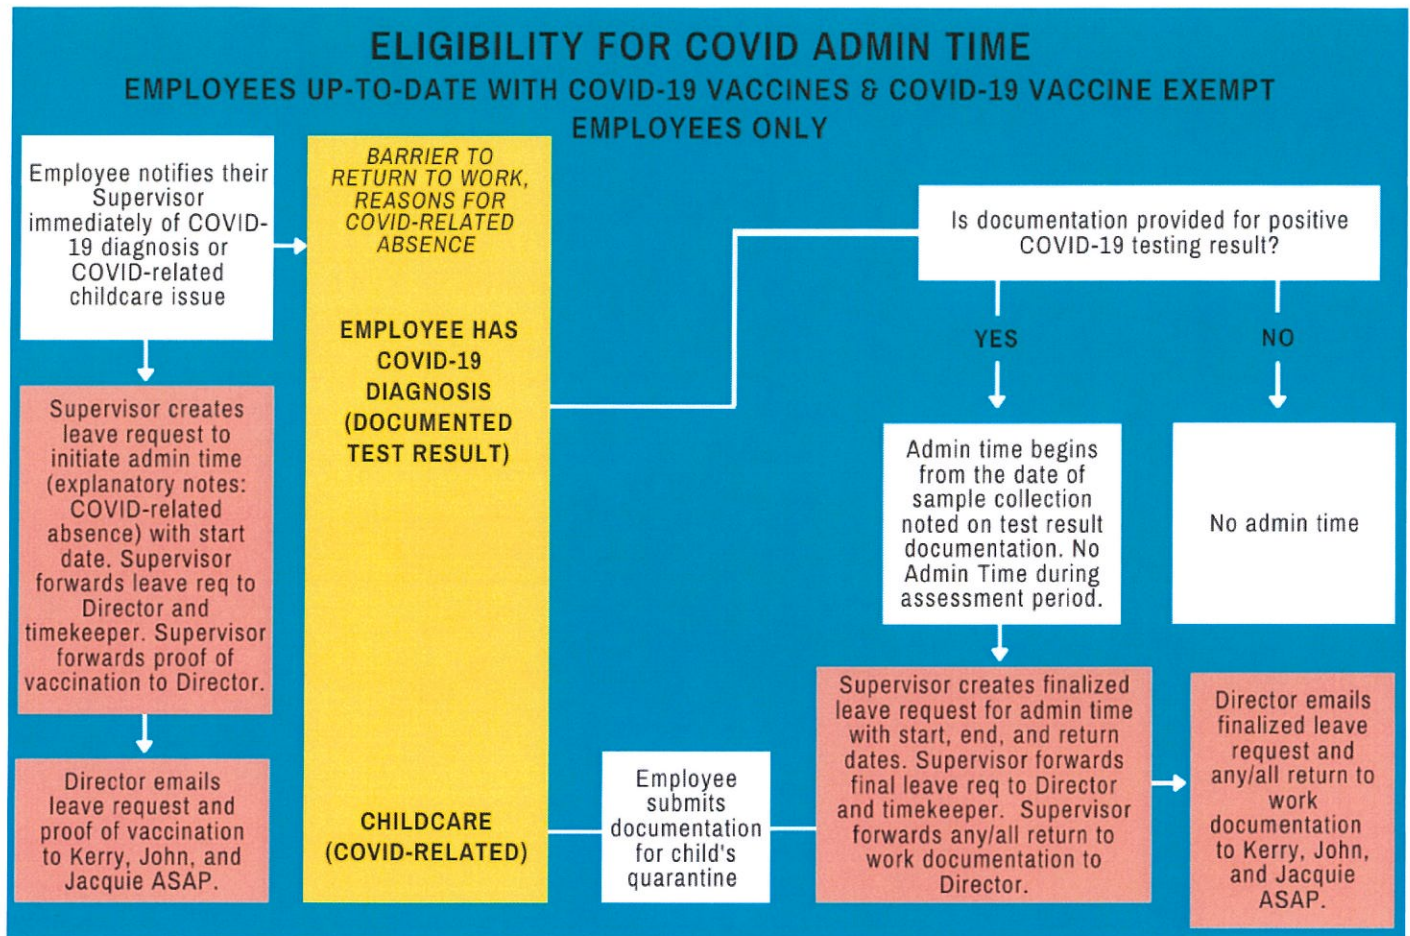 ELIGIBILITY FOR COVID ADMIN TIME
EMPLOYEES UP-TO-DATE WITH COVID-19 VACCINES & COVID-19 VACCINE EXEMPT
EMPLOYEES ONLY
Employee notifies their
Supervisor
immediately of COVID-
19 diagnosis or
COVID-related
childcare issue
Supervisor creates
leave request to
initiate admin time
(explanatory notes:
COVID-related
absence) with start
date. Supervisor
forwards leave req to
Director and
timekeeper. Supervisor
forwards proof of
vaccination to Director.
Director emails
leave request and
proof of vaccination
to Kerry, John, and
Jacquie ASAP.
BARRIER TO
RETURN TO WORK,
REASONS FOR
COVID-RELATED
ABSENCE
EMPLOYEE HAS
COVID-19
DIAGNOSIS
(DOCUMENTED
TEST RESULT)
CHILDCARE
(COVID-RELATED)
Is documentation provided for positive
COVID-19 testing result?
YES
NO
Admin time begins
from the date of
sample collection
noted on test result
documentation. No
Admin Time during
assessment period.
No admin time
Employee
submits
documentation
for child's
quarantine
Supervisor creates finalized
leave request for admin time
with start, end, and return
dates. Supervisor forwards
final leave req to Director
and timekeeper. Supervisor
forwards any/all return to
work documentation to
Director.
Director emails
finalized leave
request and
any/all return to
work
documentation
to Kerry, John,
and Jacquie
ASAP.